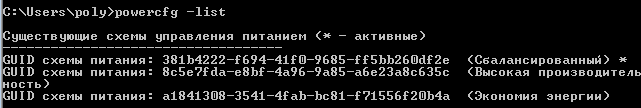 C:\Users\poly>powercfg -list
Существующие схемы управления питанием (* - активные)
-----------------------------------
GUID схемы питания: 381b4222-f694-41f0-9685-ff5bb260df2e  (Сбалансированный) *
GUID схемы питания: 8c5e7fda-e8bf-4a96-9a85-a6e23a8c635c  (Высокая производитель
ность)
GUID схемы питания: a1841308-3541-4fab-bc81-f71556f20b4a  (Экономия энергии)